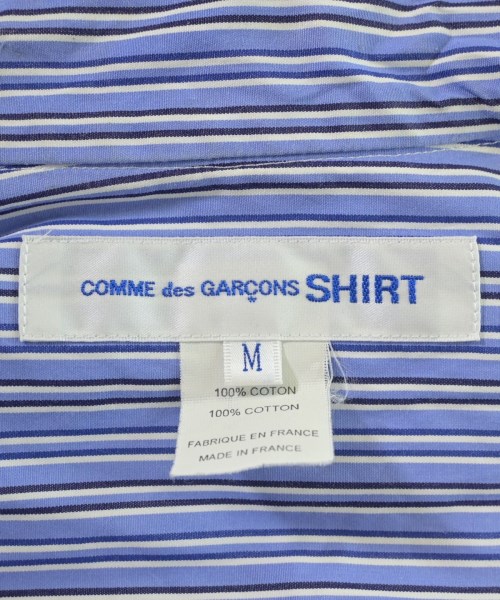 COMME des GARÇONS SHIRT
M
100% COTON
100% COTTON
FABRIQUE EN FRANCE
MADE IN FRANCE